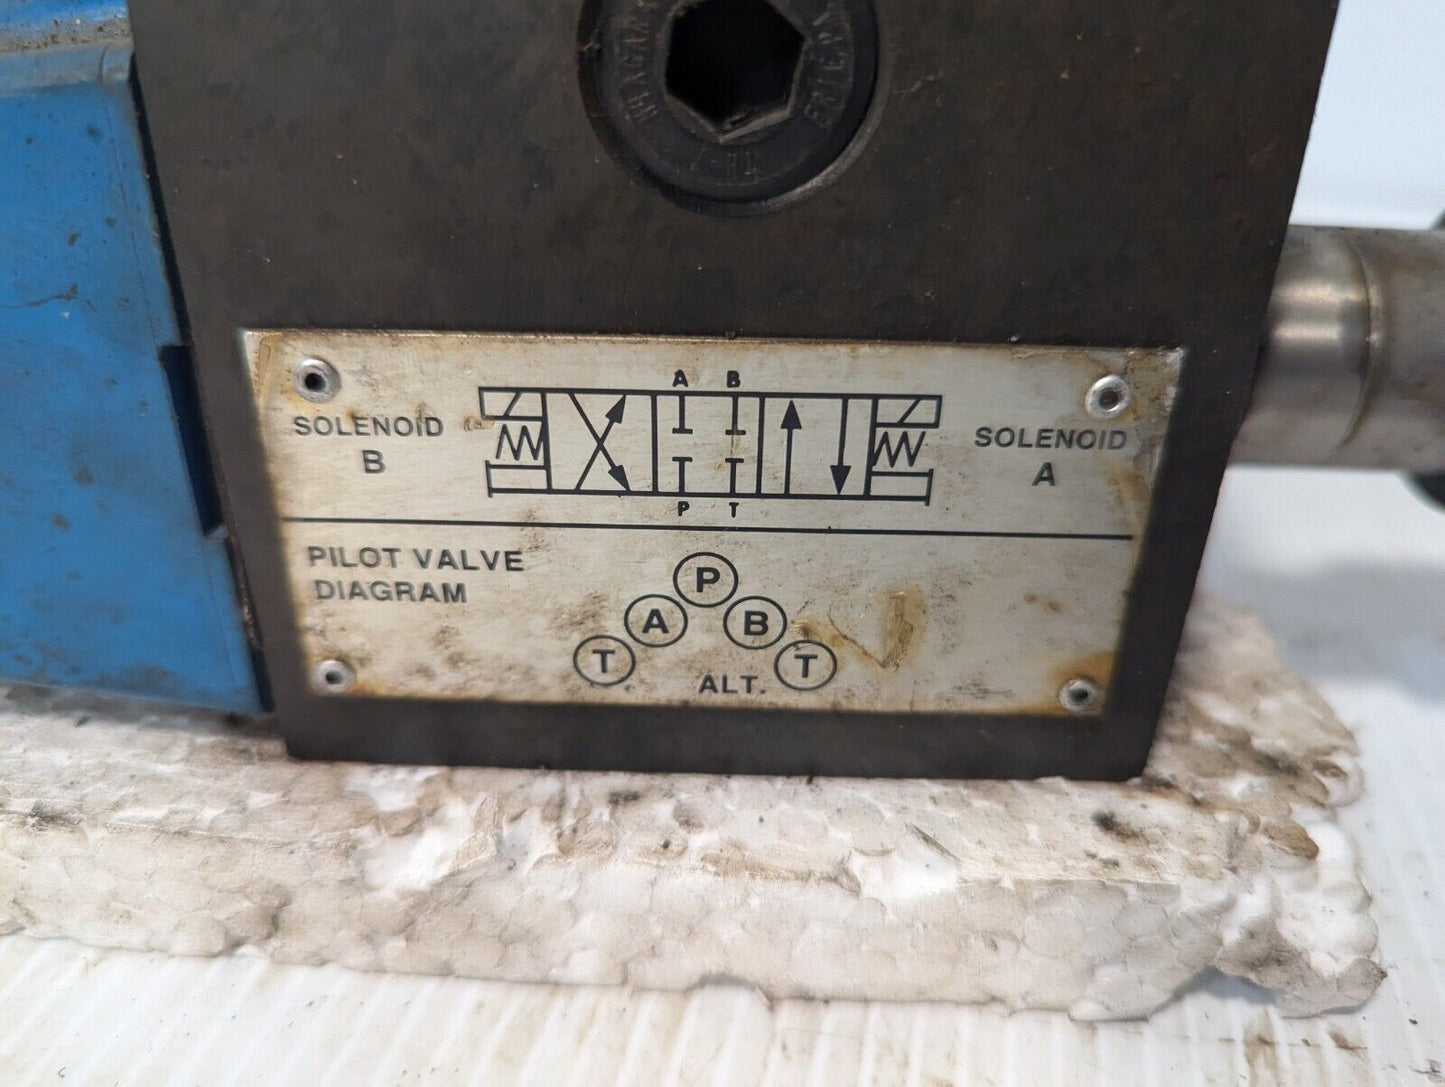 A B
SOLENOID
B
SOLENOID
A
P T
PILOT VALVE
DIAGRAM
P
A B
T T
ALT.